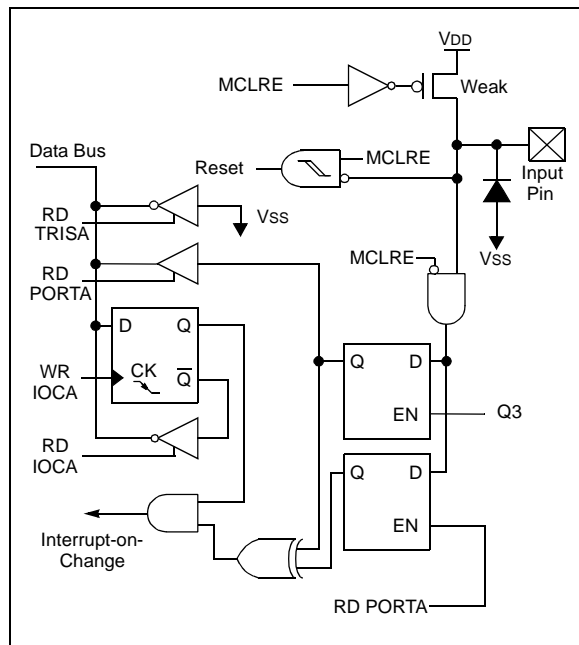 VDD
MCLRE
Weak
Data Bus
Reset
MCLRE
Input
Pin
RD
TRISA
VSS
VSS
RD
PORTA
MCLRE
D
Q
Q
D
WR
IOCA
CK
Q
EN
Q3
RD
IOCA
Q
D
EN
Interrupt-on-
Change
RD PORTA